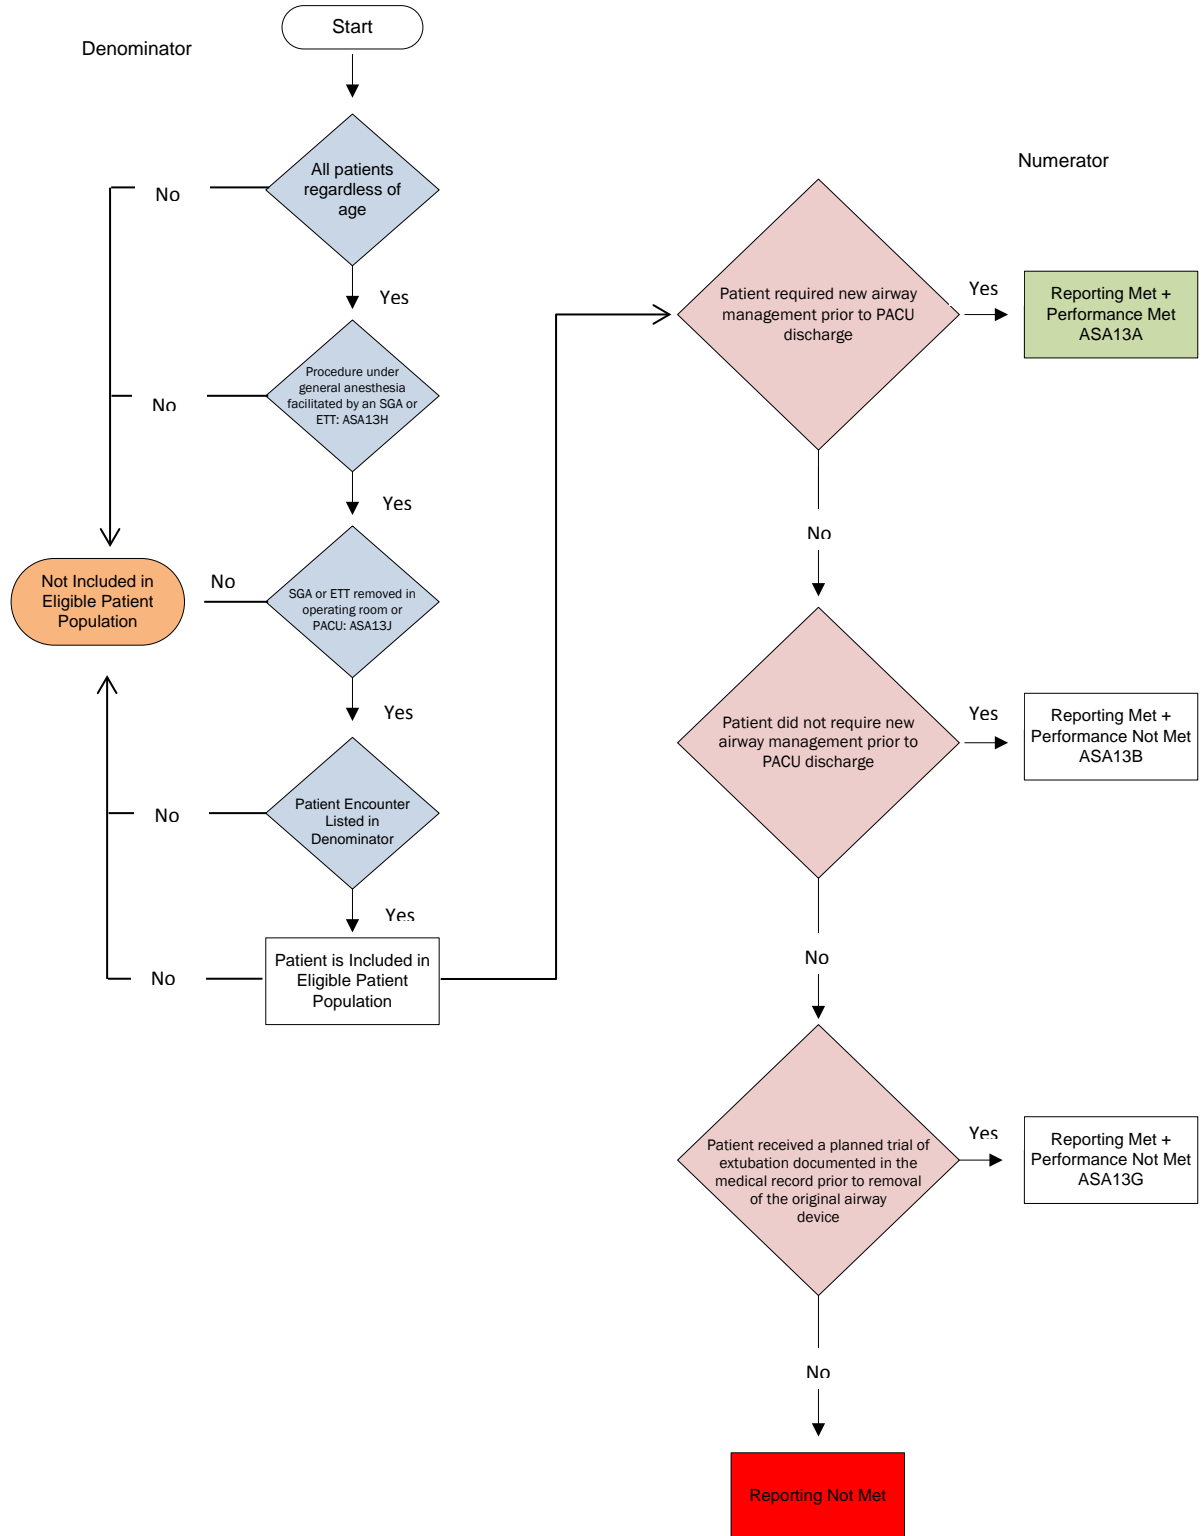 Start
Denominator
All patients
regardless of
age
No
Yes
Procedure under
general anesthesia
facilitated by an SGA or
ETT: ASA13H
No
Yes
SGA or ETT removed in
operating room or
PACU: ASA13J
No
Not Included in
Eligible Patient
Population
Yes
Patient Encounter
Listed in
Denominator
No
Yes
Patient is Included in
Eligible Patient
Population
No
Numerator
Patient required new airway
management prior to PACU
discharge
Yes
Reporting Met +
Performance Met
ASA13A
No
Patient did not require new
airway management prior to
PACU discharge
Yes
Reporting Met +
Performance Not Met
ASA13B
No
Patient received a planned trial of
extubation documented in the
medical record prior to removal
of the original airway
device
Yes
Reporting Met +
Performance Not Met
ASA13G
No
Reporting Not Met